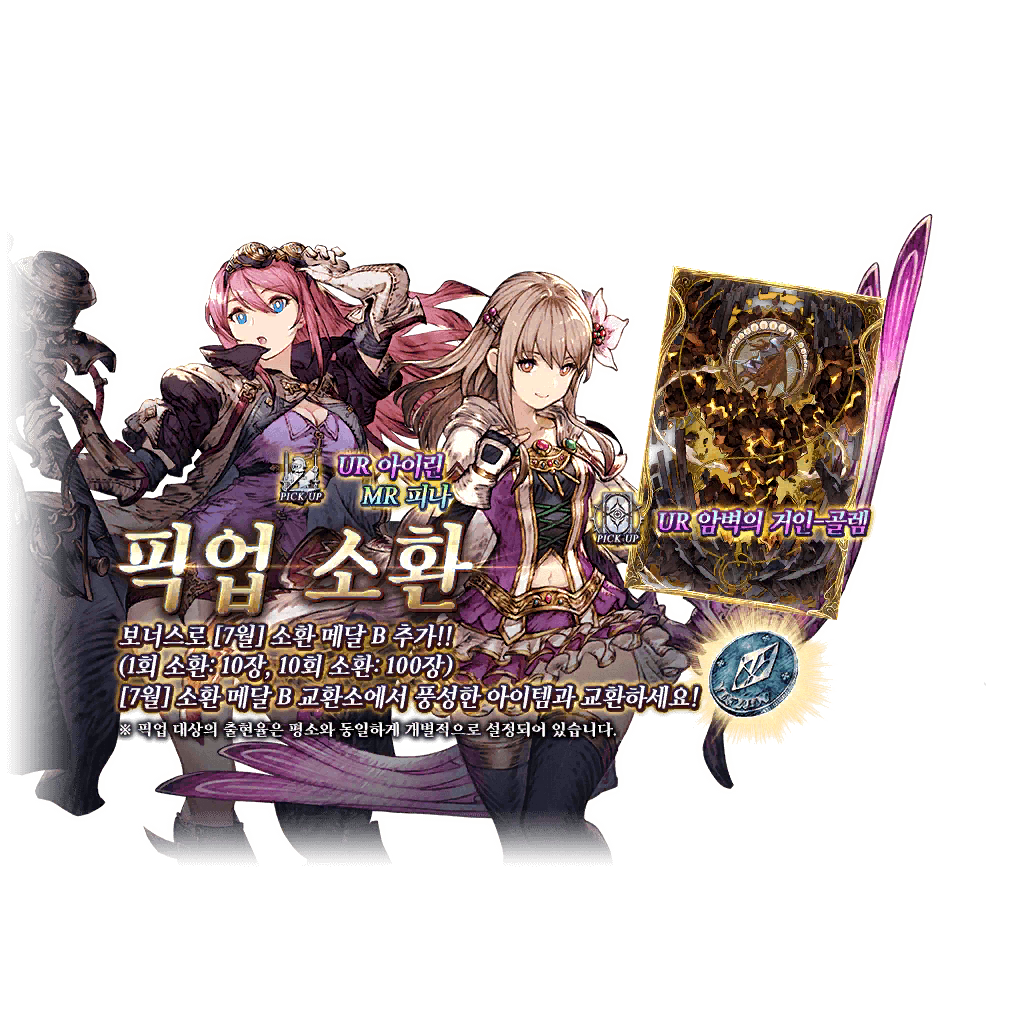 PICK UP
UR 아이린
MR 피나
PICK UP
UR 암벽의 거인-골렘
픽업 소환
보너스로 [7월] 소환 메달 B 추가!!
(1회 소환: 10장, 10회 소환: 100장)
[7월] 소환 메달 B 교환소에서 풍성한 아이템과 교환하세요!
※ 픽업 대상의 출현율은 평소와 동일하게 개별적으로 설정되어 있습니다.